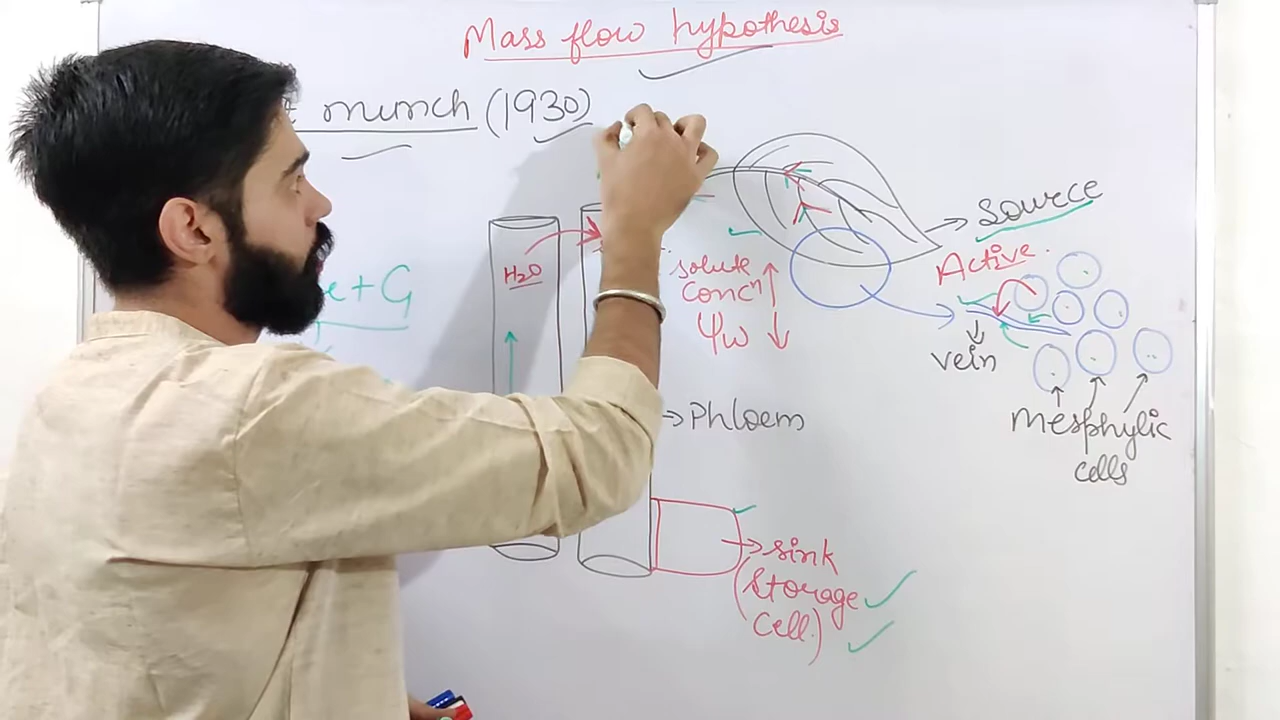 Mass flow hypothesis
munch (1930)
Source
Active
H2O
solute
concⁿ ↑
Ψw ↓
e + G
vein
Phloem
mesphylic
cells
sink
(storage
cell.)